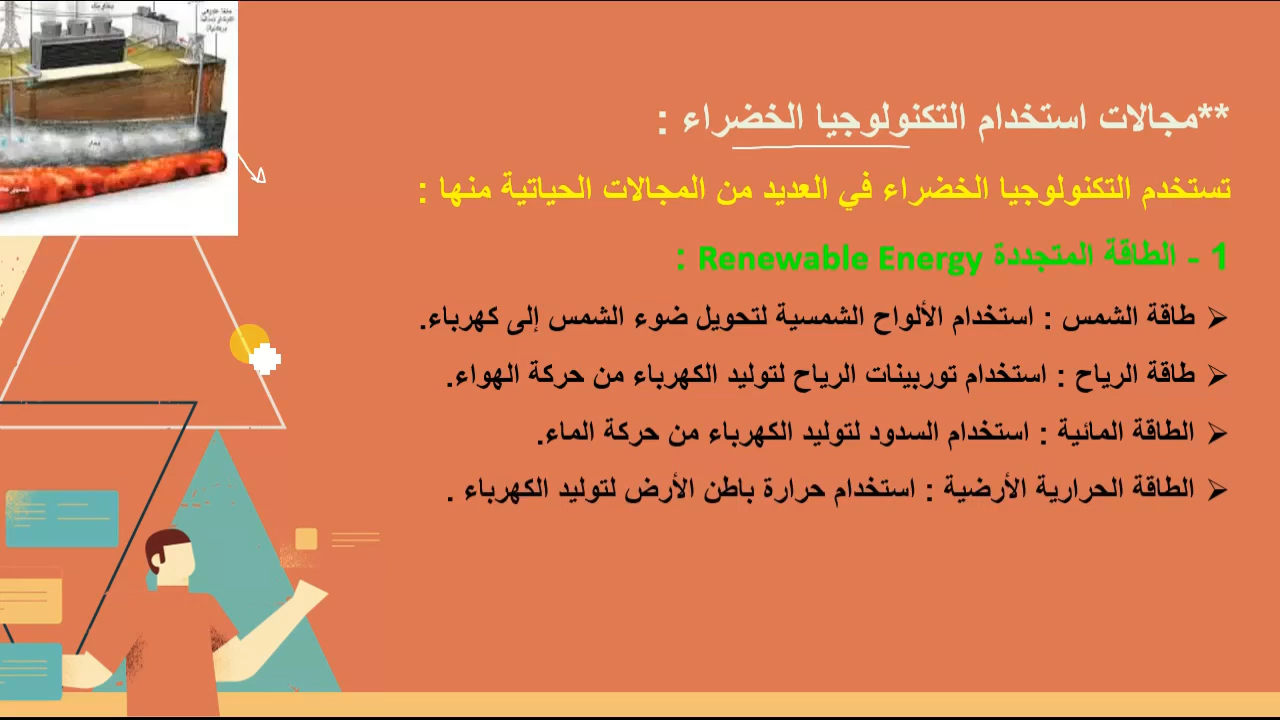 **مجالات استخدام التكنولوجيا الخضراء :
تستخدم التكنولوجيا الخضراء في العديد من المجالات الحياتية منها :
1 - الطاقة المتجددة Renewable Energy :
⮚ طاقة الشمس : استخدام الألواح الشمسية لتحويل ضوء الشمس إلى كهرباء.
⮚ طاقة الرياح : استخدام توربينات الرياح لتوليد الكهرباء من حركة الهواء.
⮚ الطاقة المائية : استخدام السدود لتوليد الكهرباء من حركة الماء.
⮚ الطاقة الحرارية الأرضية : استخدام حرارة باطن الأرض لتوليد الكهرباء .
بخار